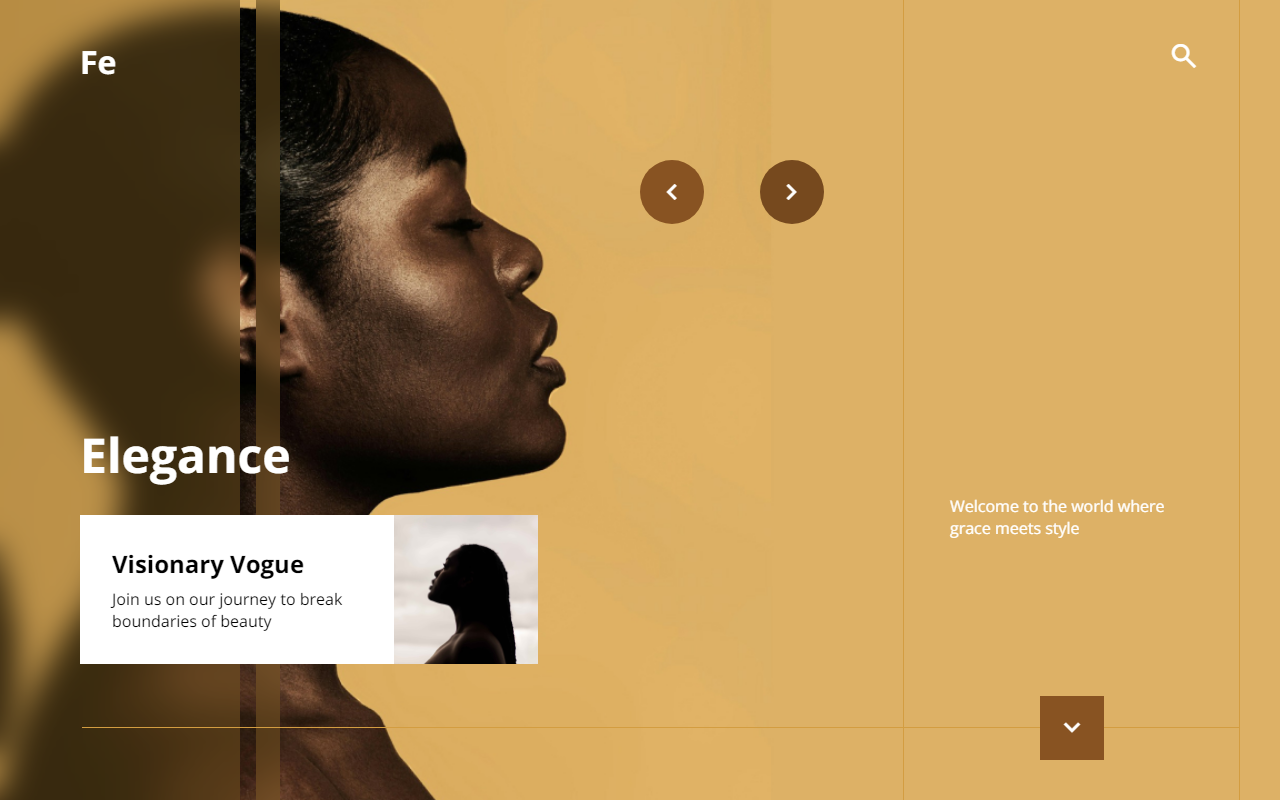 Fe
Elegance
Visionary Vogue
Join us on our journey to break
boundaries of beauty
Welcome to the world where
grace meets style